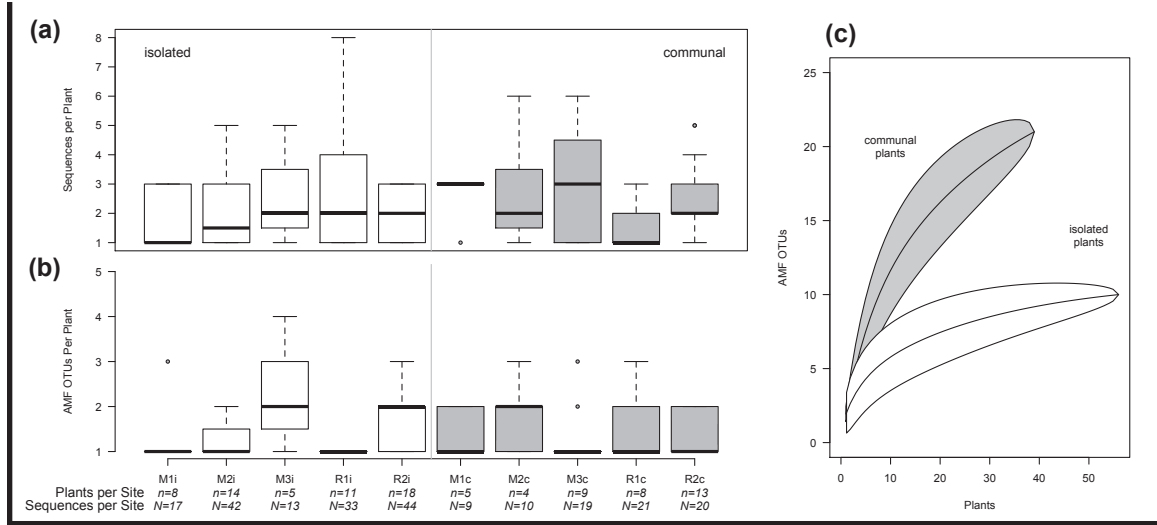 (a)
isolated
communal
Sequences per Plant
8
7
6
5
4
3
2
1
(b)
AMF OTUs Per Plant
5
4
3
2
1
M1i M2i M3i R1i R2i M1c M2c M3c R1c R2c
Plants per Site n=8 n=14 n=5 n=11 n=18 n=5 n=4 n=9 n=8 n=13
Sequences per Site N=17 N=42 N=13 N=33 N=44 N=9 N=10 N=19 N=21 N=20
(c)
AMF OTUs
25
20
15
10
5
0
communal
plants
isolated
plants
0 10 20 30 40 50
Plants